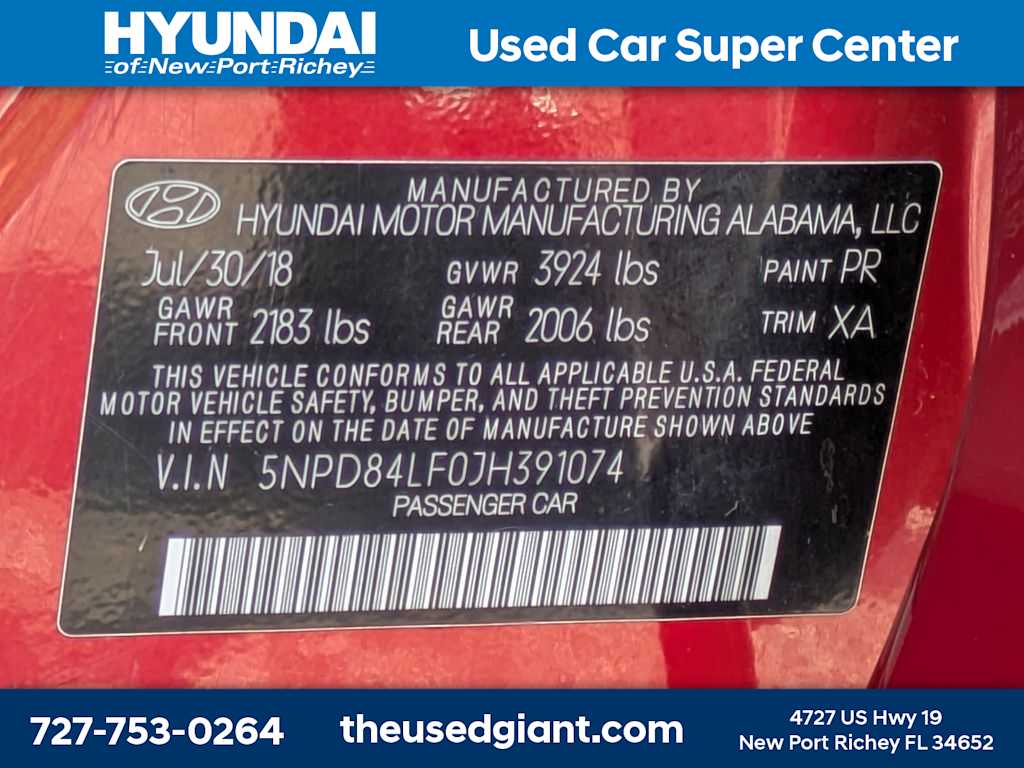 HYUNDAI
of New Port Richey
Used Car Super Center
MANUFACTURED BY
HYUNDAI MOTOR MANUFACTURING ALABAMA, LLC
Jul/30/18 GVWR 3924 lbs PAINT PR
GAWR FRONT 2183 lbs GAWR REAR 2006 lbs TRIM XA
THIS VEHICLE CONFORMS TO ALL APPLICABLE U.S.A. FEDERAL
MOTOR VEHICLE SAFETY, BUMPER, AND THEFT PREVENTION STANDARDS
IN EFFECT ON THE DATE OF MANUFACTURE SHOWN ABOVE
V.I.N 5NPD84LF0JH391074
PASSENGER CAR
727-753-0264
theusedgiant.com
4727 US Hwy 19
New Port Richey FL 34652